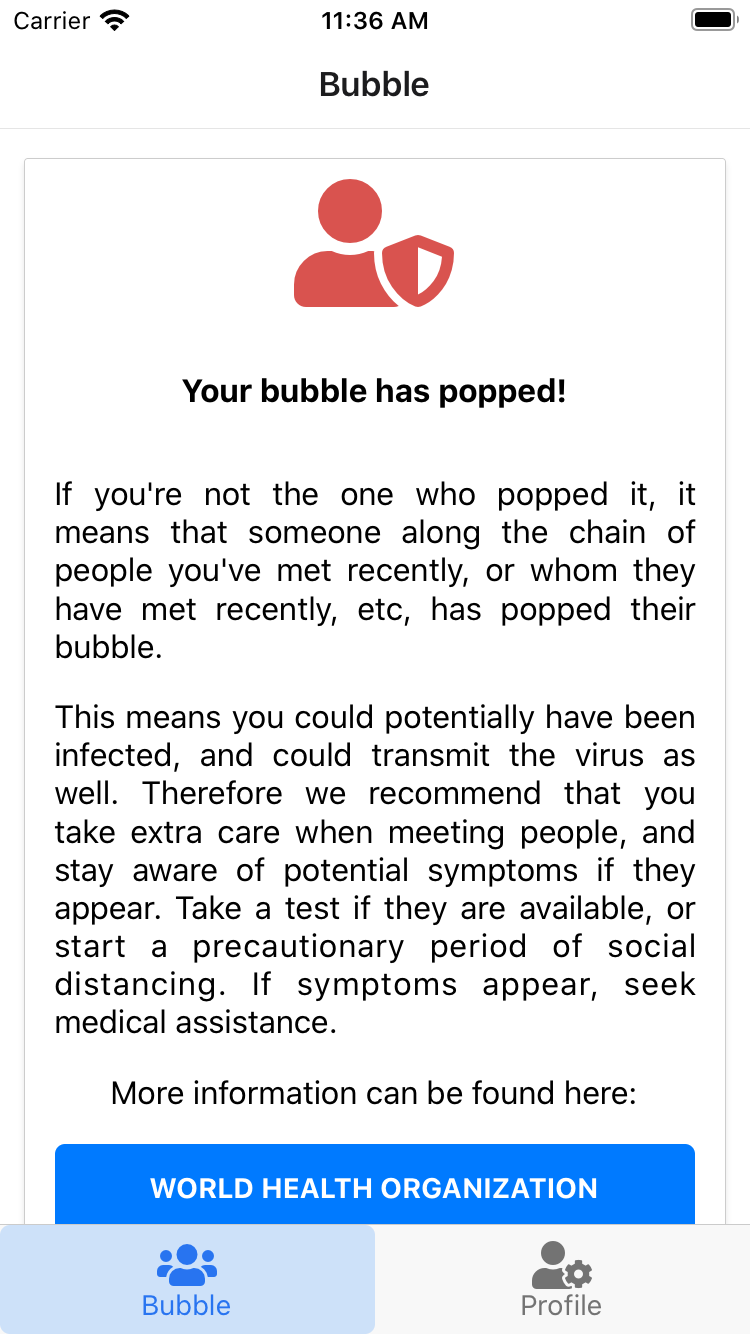 Carrier
11:36 AM
Bubble
Your bubble has popped!
If you're not the one who popped it, it
means that someone along the chain of
people you've met recently, or whom they
have met recently, etc, has popped their
bubble.
This means you could potentially have been
infected, and could transmit the virus as
well. Therefore we recommend that you
take extra care when meeting people, and
stay aware of potential symptoms if they
appear. Take a test if they are available, or
start a precautionary period of social
distancing. If symptoms appear, seek
medical assistance.
More information can be found here:
WORLD HEALTH ORGANIZATION
Bubble
Profile